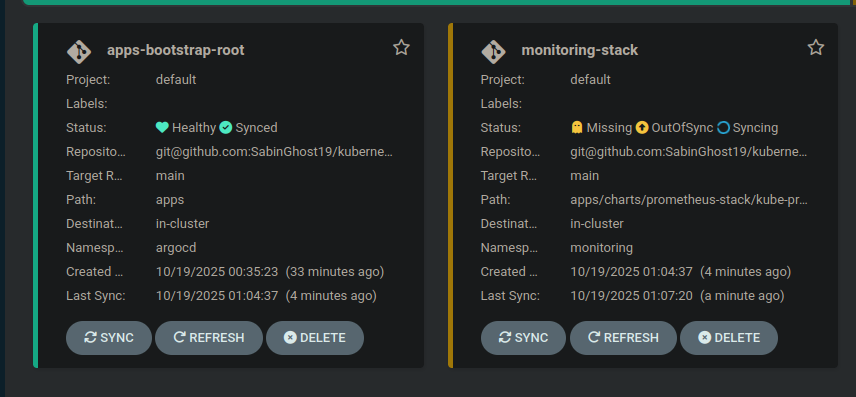 apps-bootstrap-root
Project: default
Labels:
Status: Healthy Synced
Reposito… git@github.com:SabinGhost19/kuberne…
Target R… main
Path: apps
Destinat… in-cluster
Namesp… argocd
Created … 10/19/2025 00:35:23 (33 minutes ago)
Last Sync: 10/19/2025 01:04:37 (4 minutes ago)
SYNC REFRESH DELETE
monitoring-stack
Project: default
Labels:
Status: Missing OutOfSync Syncing
Reposito… git@github.com:SabinGhost19/kuberne…
Target R… main
Path: apps/charts/prometheus-stack/kube-pr…
Destinat… in-cluster
Namesp… monitoring
Created … 10/19/2025 01:04:37 (4 minutes ago)
Last Sync: 10/19/2025 01:07:20 (a minute ago)
SYNC REFRESH DELETE